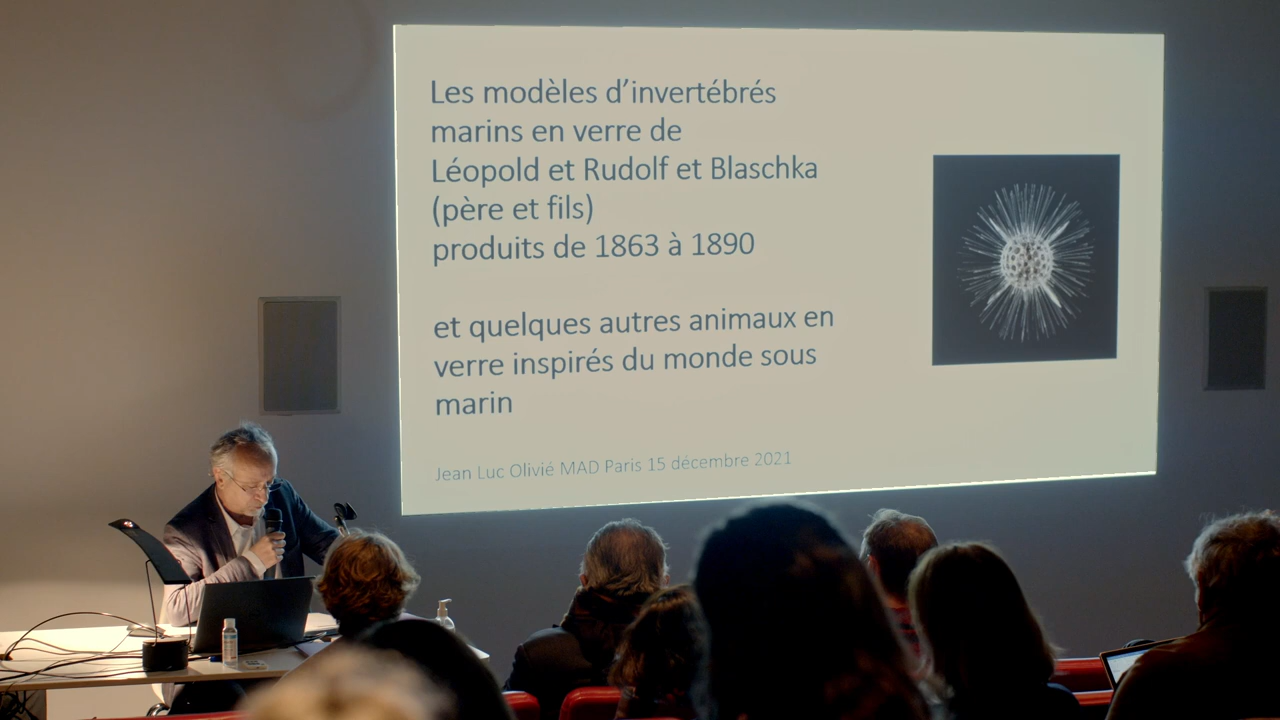 Les modèles d’invertébrés
marins en verre de
Léopold et Rudolf et Blaschka
(père et fils)
produits de 1863 à 1890
et quelques autres animaux en
verre inspirés du monde sous
marin
Jean Luc Olivié MAD Paris 15 décembre 2021